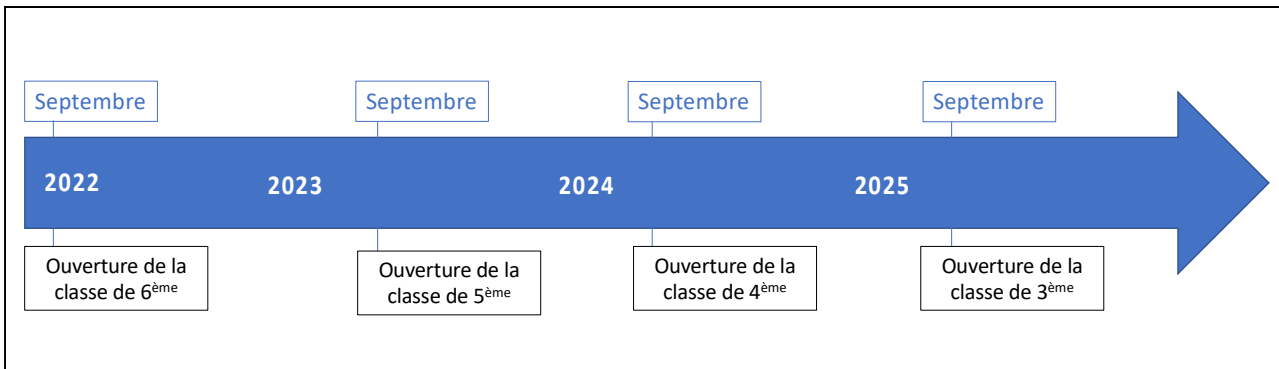 Septembre
Septembre
Septembre
Septembre
2022
2023
2024
2025
Ouverture de la
classe de 6ème
Ouverture de la
classe de 5ème
Ouverture de la
classe de 4ème
Ouverture de la
classe de 3ème